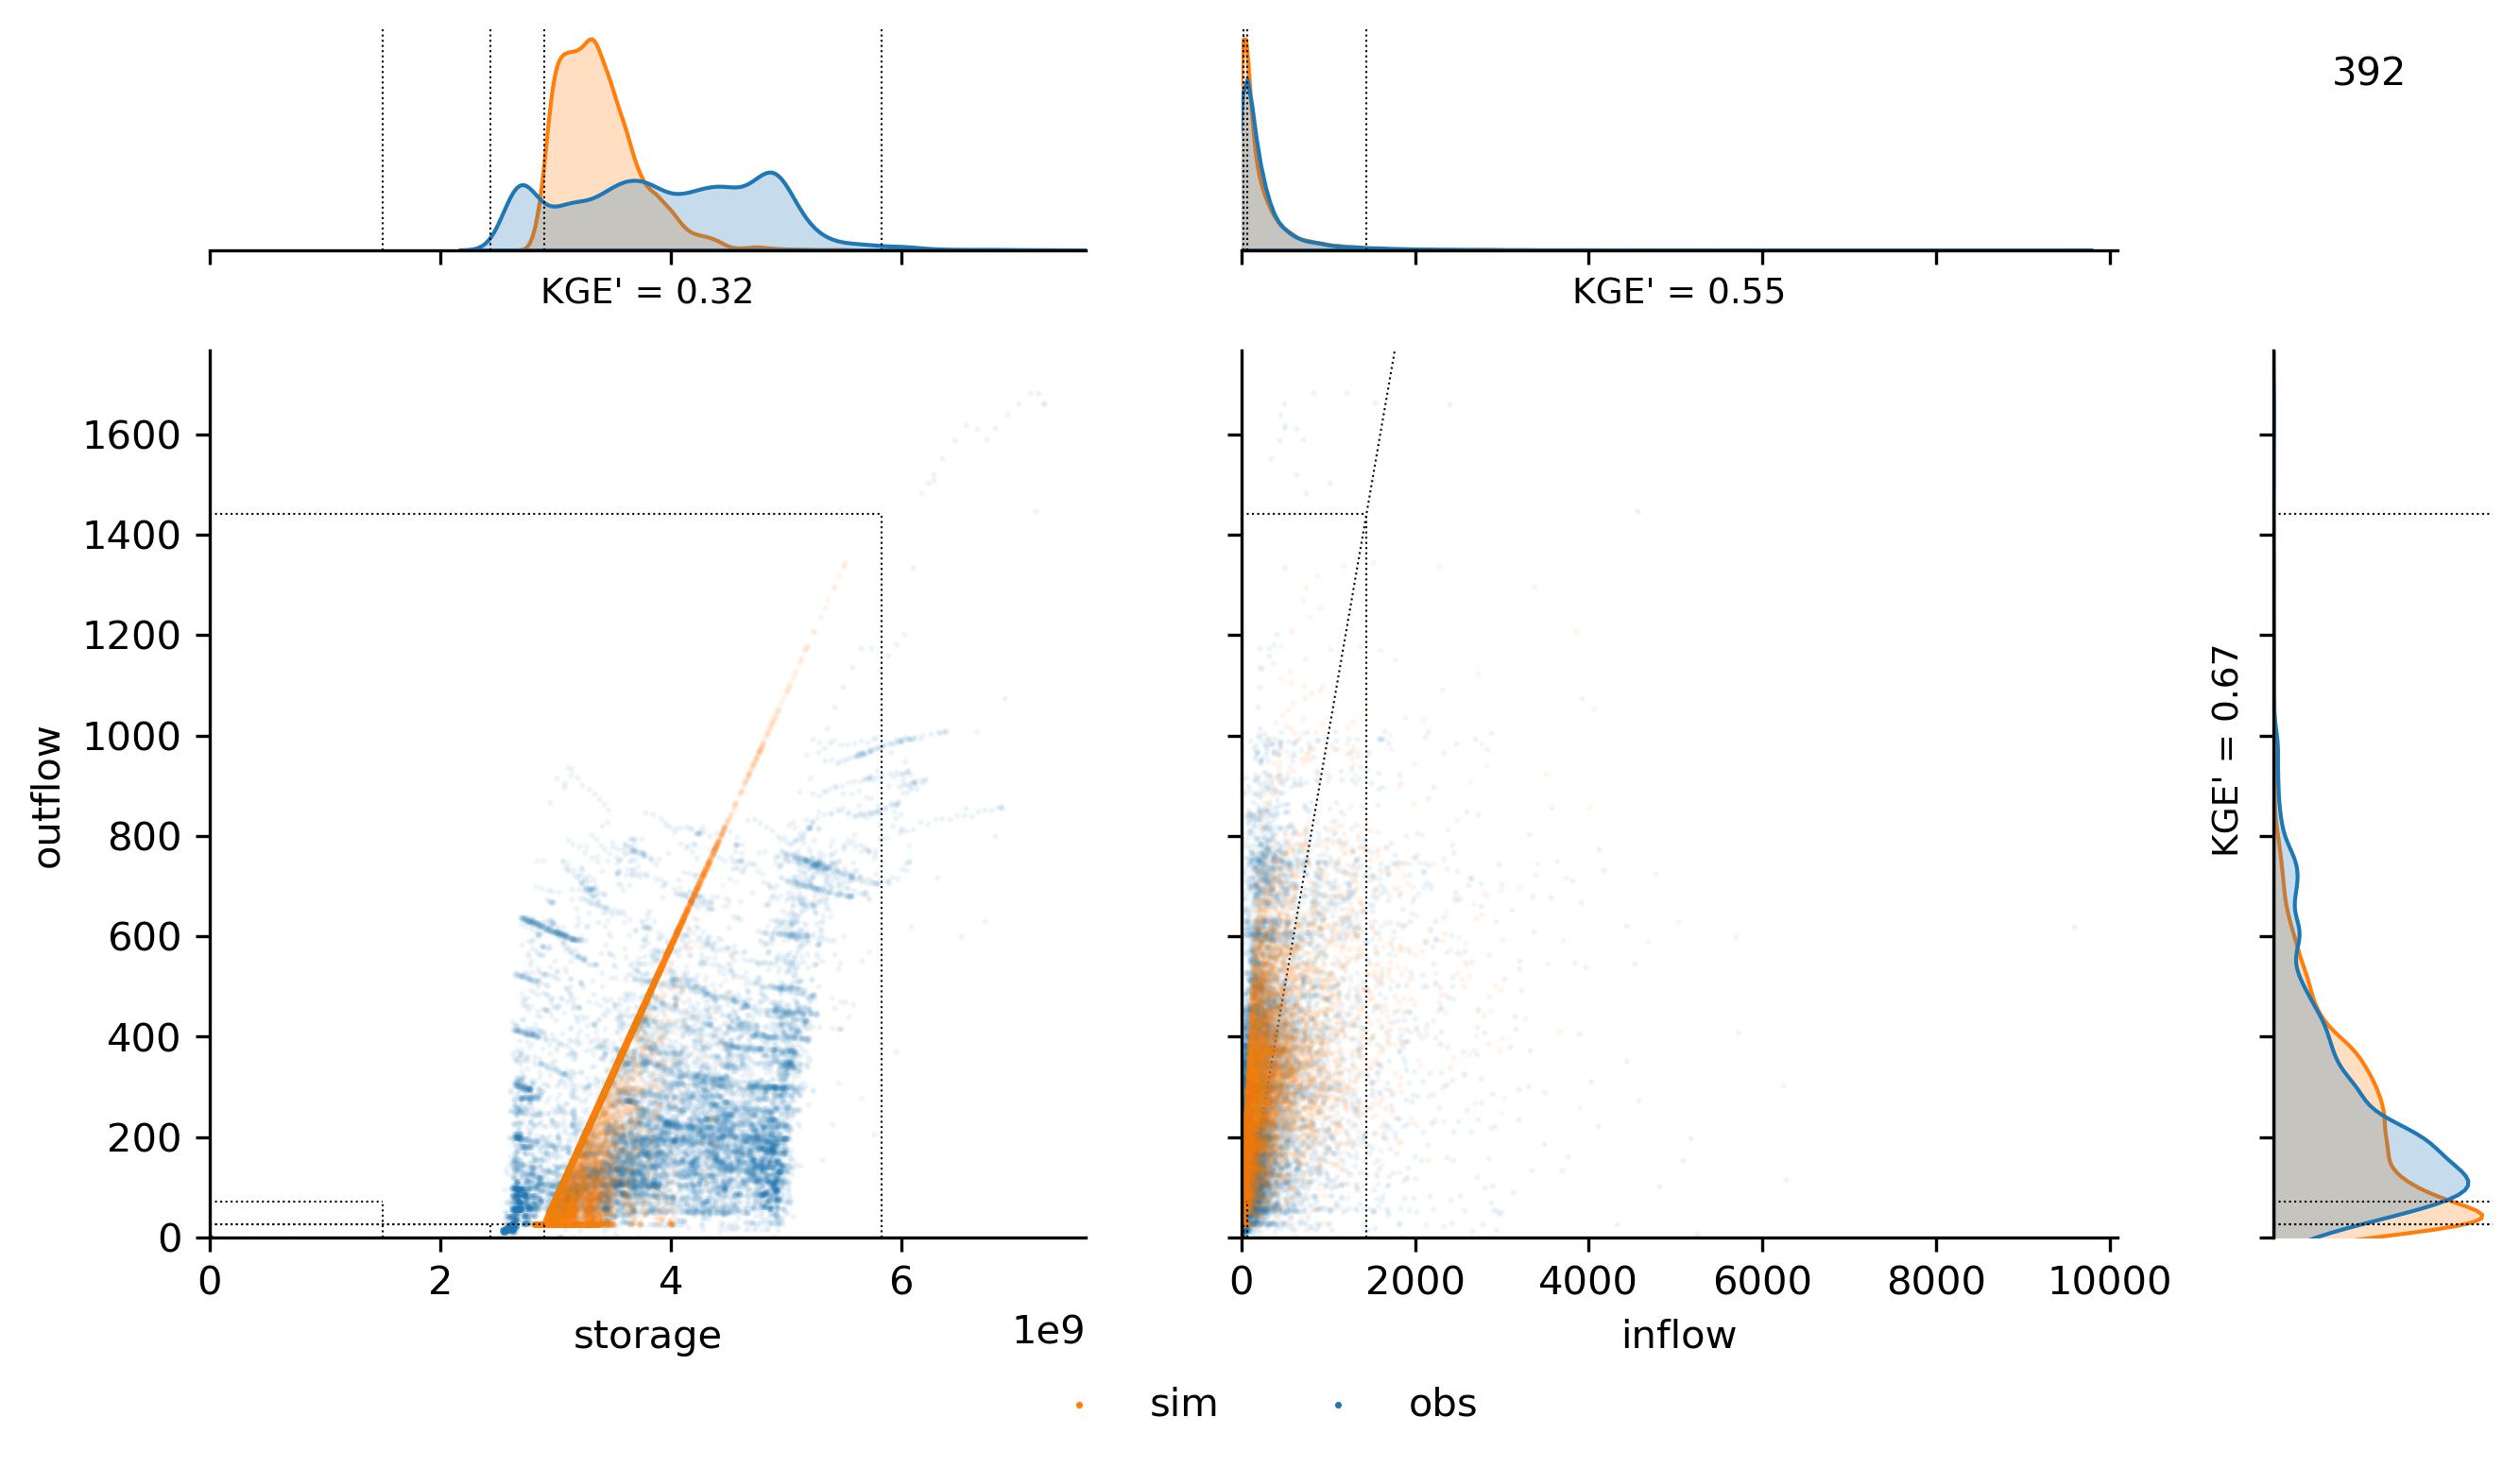 392
KGE' = 0.32
KGE' = 0.55
outflow
1600
1400
1200
1000
800
600
400
200
0
0 2 4 6
1e9
storage
0 2000 4000 6000 8000 10000
inflow
KGE' = 0.67
sim obs